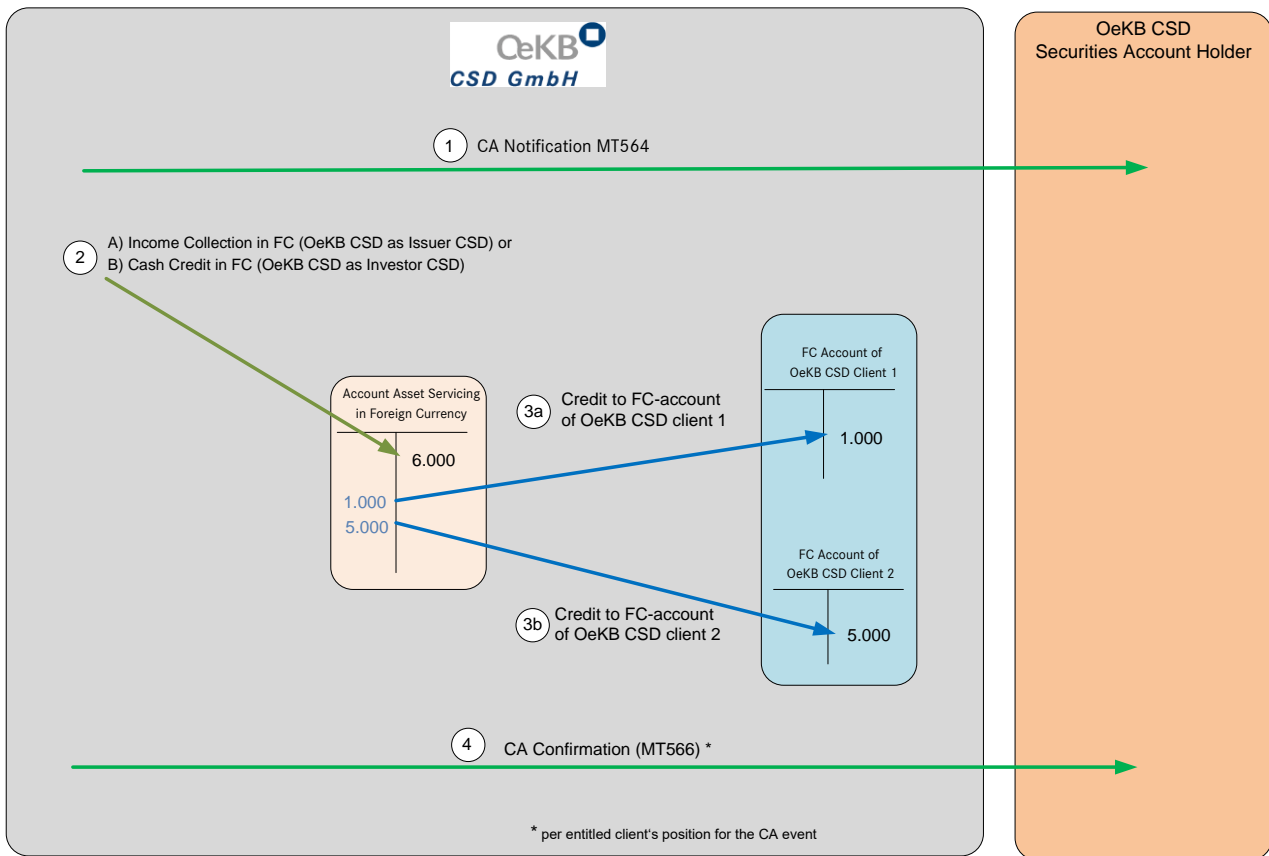 OeKB
CSD GmbH
OeKB CSD
Securities Account Holder
1 CA Notification MT564
2 A) Income Collection in FC (OeKB CSD as Issuer CSD) or
B) Cash Credit in FC (OeKB CSD as Investor CSD)
Account Asset Servicing
in Foreign Currency
6.000
1.000
5.000
3a Credit to FC-account
of OeKB CSD client 1
FC Account of
OeKB CSD Client 1
1.000
3b Credit to FC-account
of OeKB CSD client 2
FC Account of
OeKB CSD Client 2
5.000
4 CA Confirmation (MT566) *
* per entitled client's position for the CA event